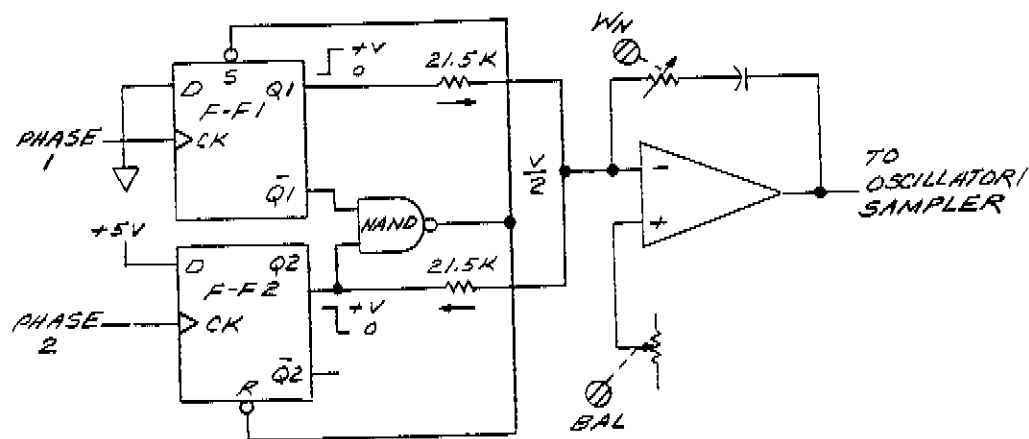 WN
+V
0
21.5K
D
S
Q1
F-F1
PHASE
1
CK
Q̅1
V
2
-
+
TO
OSCILLATOR/
SAMPLER
NAND
+5V
D
Q2
21.5K
F-F2
+V
0
PHASE
2
CK
Q̅2
R
BAL